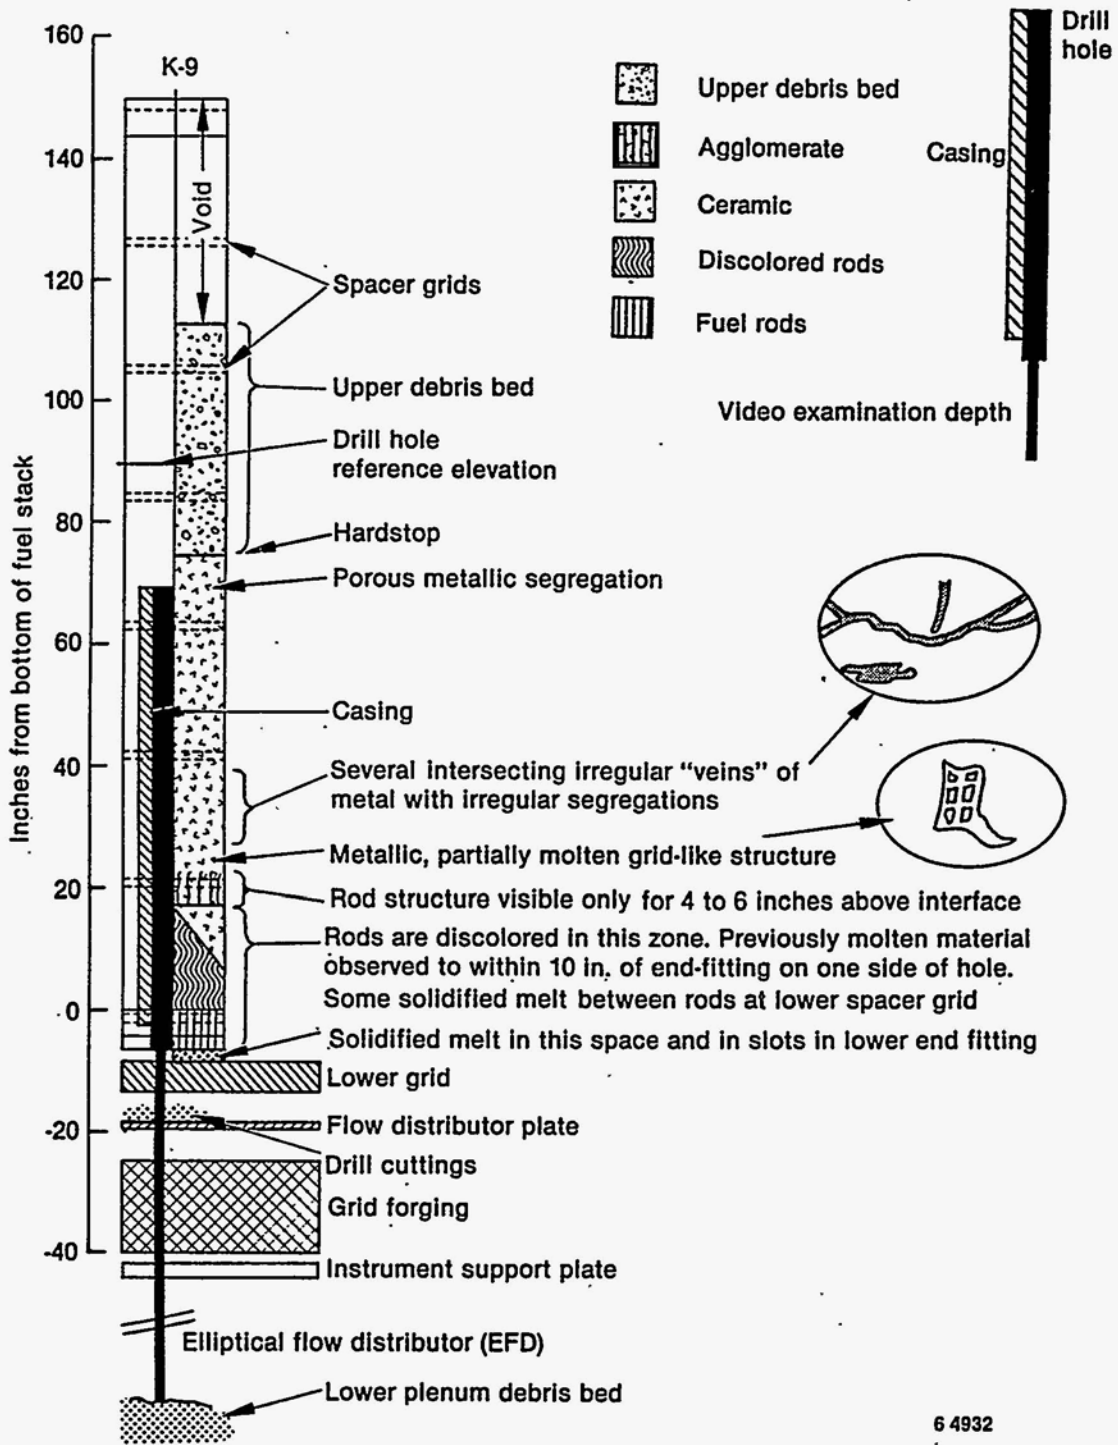 160
140
120
100
80
60
40
20
0
-20
-40
Inches from bottom of fuel stack
K-9
Void
Upper debris bed
Agglomerate
Ceramic
Discolored rods
Fuel rods
Drill
hole
Casing
Video examination depth
Spacer grids
Upper debris bed
Drill hole
reference elevation
Hardstop
Porous metallic segregation
Casing
Several intersecting irregular “veins” of
metal with irregular segregations
Metallic, partially molten grid-like structure
Rod structure visible only for 4 to 6 inches above interface
Rods are discolored in this zone. Previously molten material
observed to within 10 in. of end-fitting on one side of hole.
Some solidified melt between rods at lower spacer grid
Solidified melt in this space and in slots in lower end fitting
Lower grid
Flow distributor plate
Drill cuttings
Grid forging
Instrument support plate
Elliptical flow distributor (EFD)
Lower plenum debris bed
6 4932